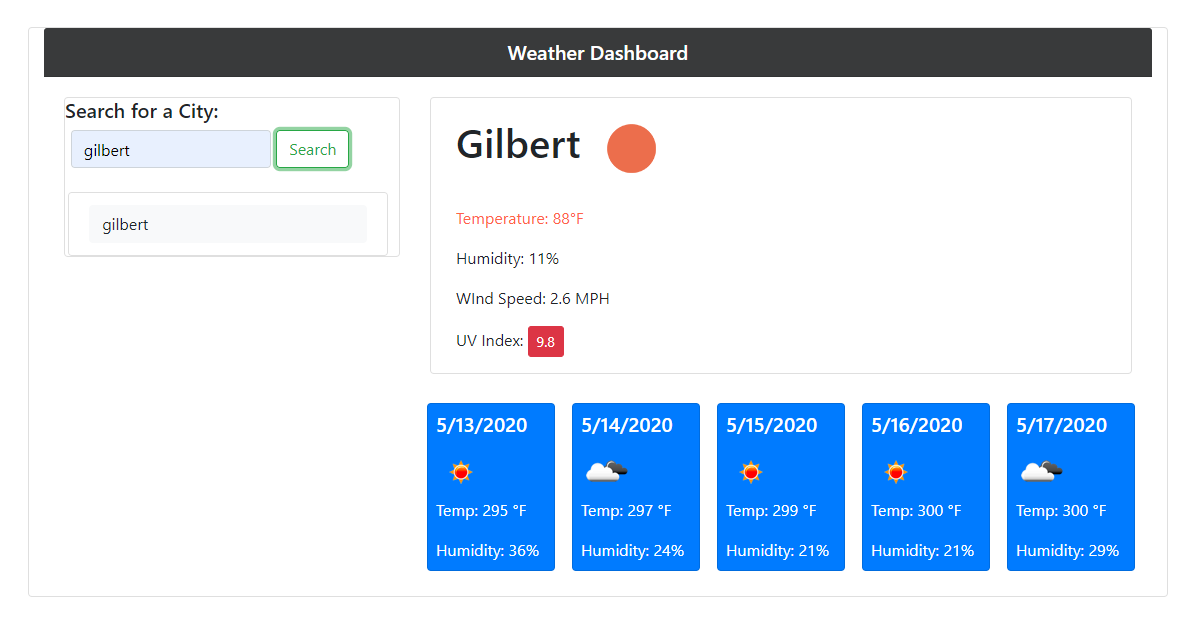 Weather Dashboard
Search for a City:
gilbert
Search
gilbert
Gilbert
Temperature: 88°F
Humidity: 11%
WInd Speed: 2.6 MPH
UV Index: 9.8
5/13/2020
Temp: 295 °F
Humidity: 36%
5/14/2020
Temp: 297 °F
Humidity: 24%
5/15/2020
Temp: 299 °F
Humidity: 21%
5/16/2020
Temp: 300 °F
Humidity: 21%
5/17/2020
Temp: 300 °F
Humidity: 29%